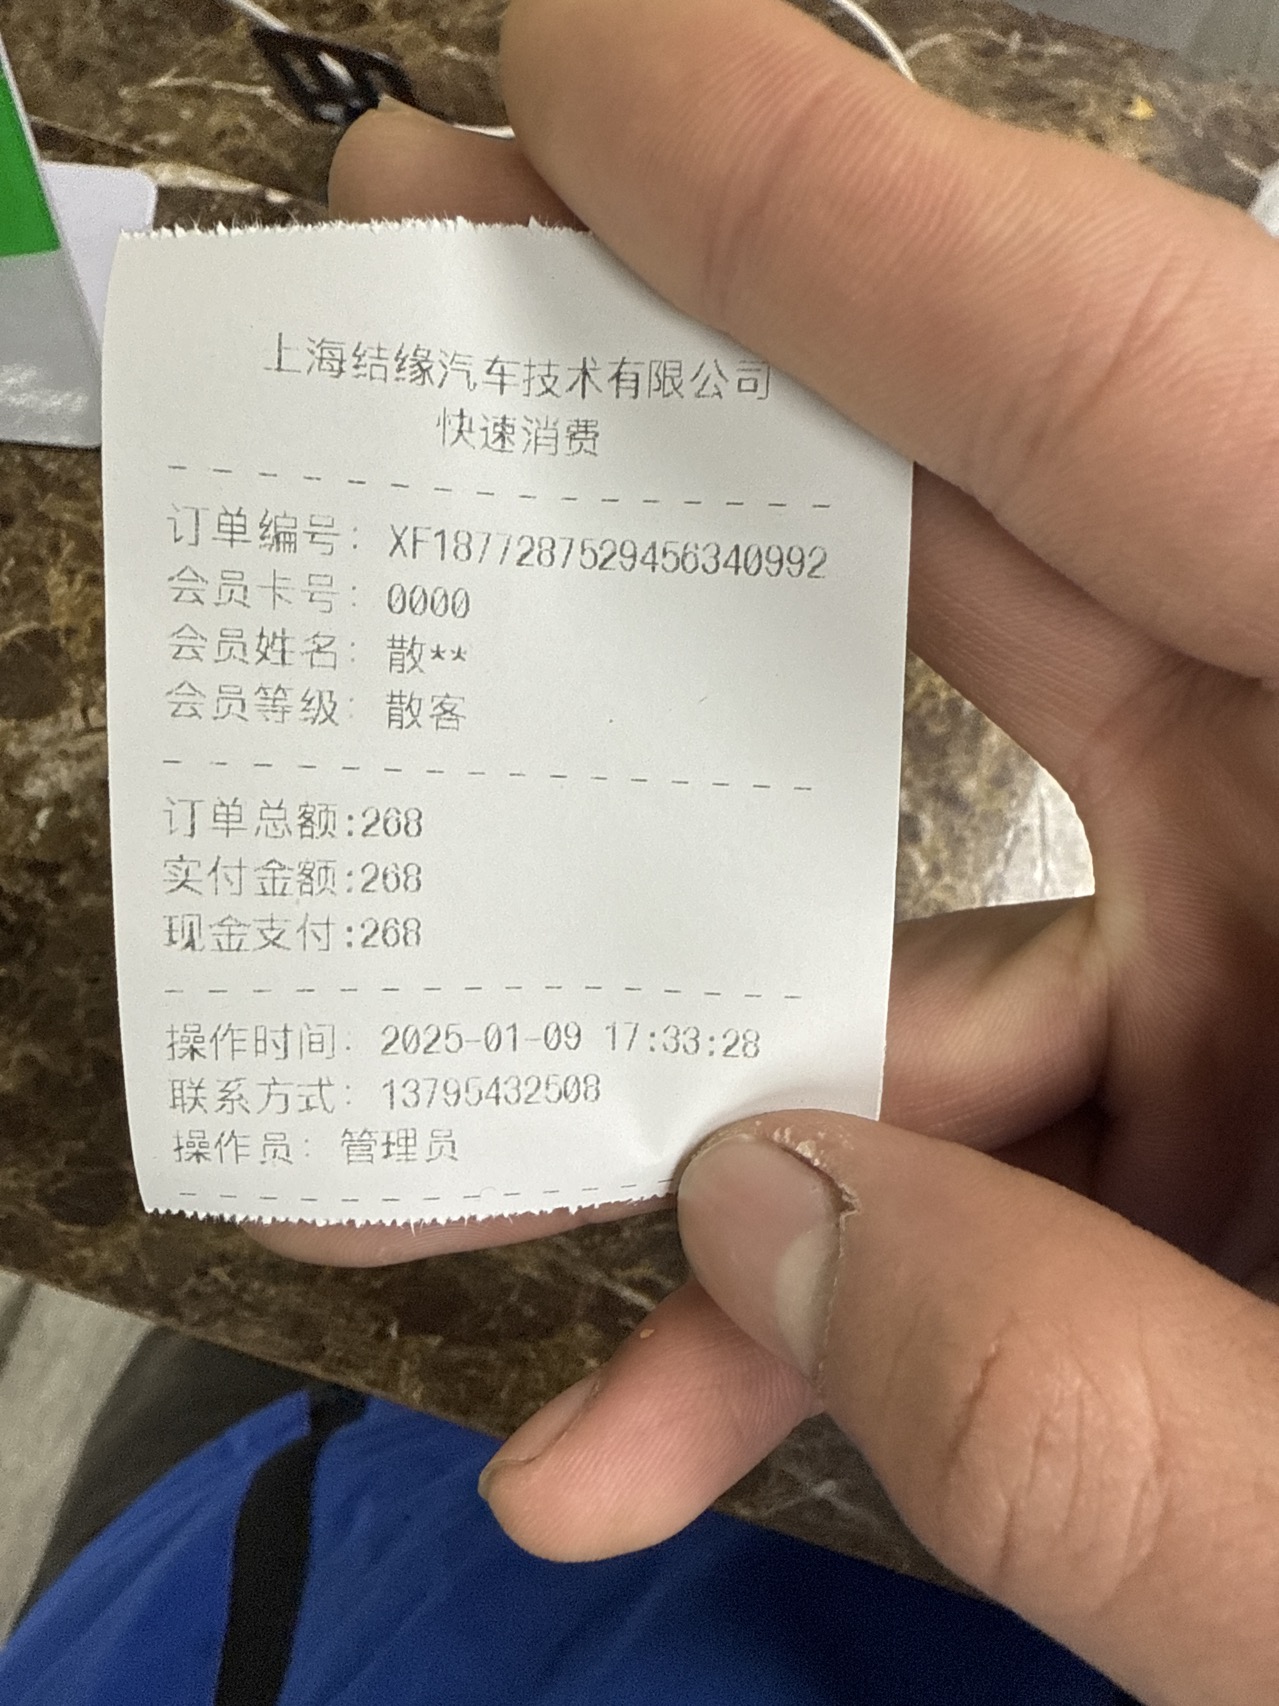 上海结缘汽车技术有限公司
快速消费
订单编号: XF1877287529456340992
会员卡号: 0000
会员姓名: 散**
会员等级: 散客
订单总额:268
实付金额:268
现金支付:268
操作时间: 2025-01-09 17:33:28
联系方式: 13795432508
操作员: 管理员